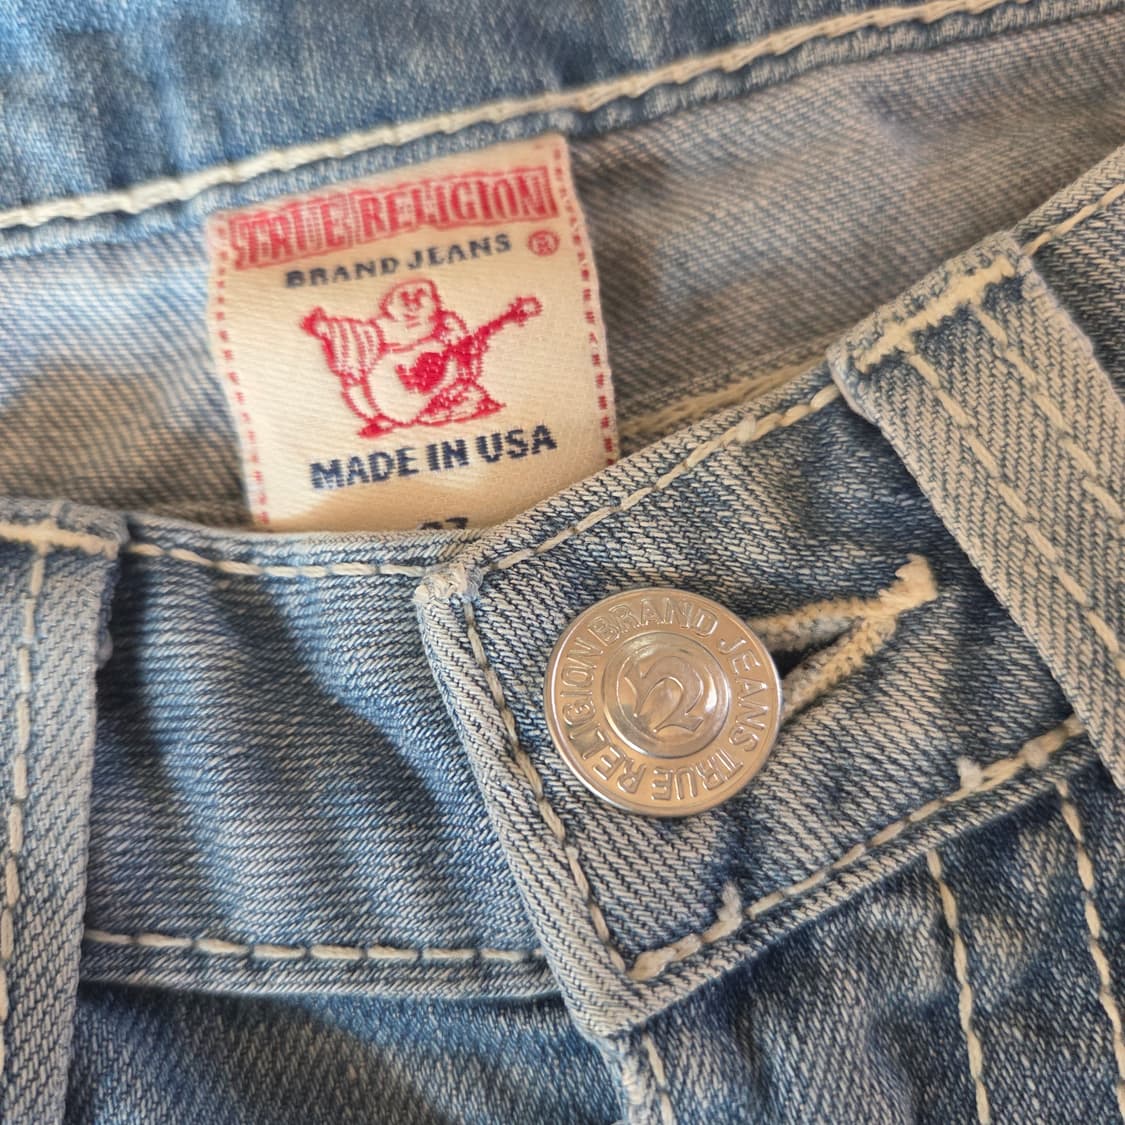 TRUE RELIGION
BRAND JEANS ®
MADE IN USA
BRAND JEANS TRUE RELIGION